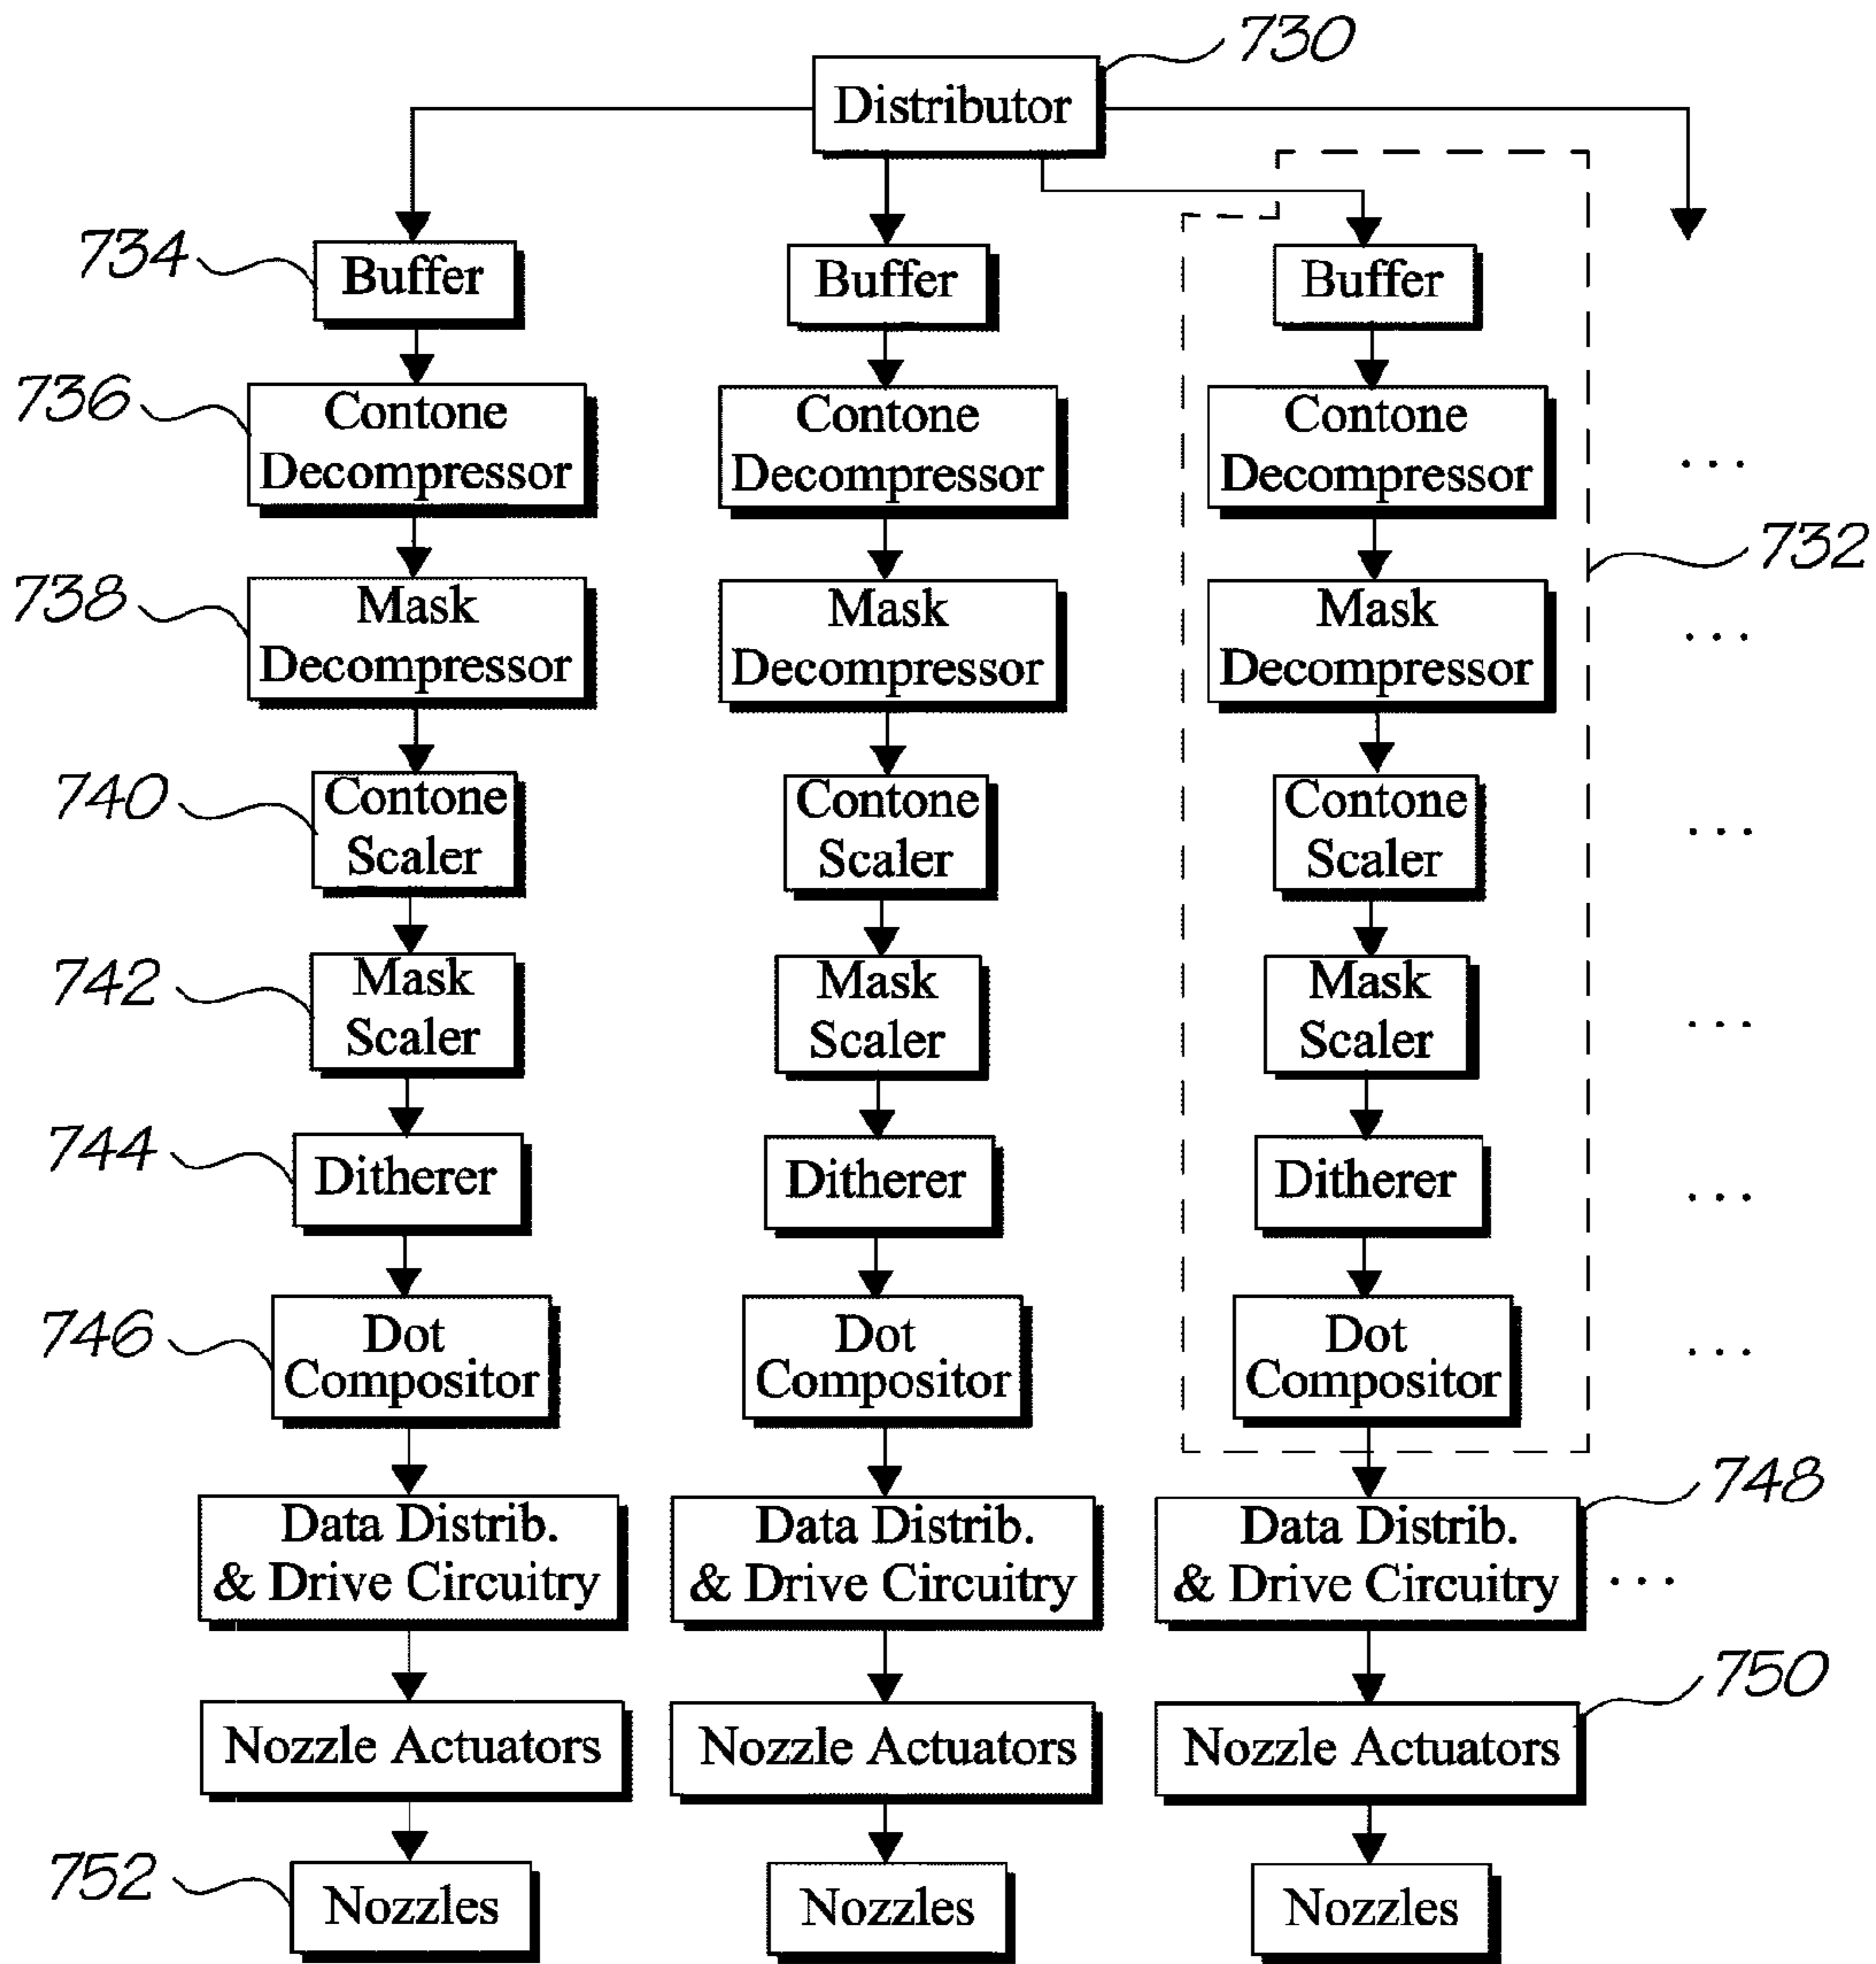 730
Distributor
734
Buffer
Buffer
Buffer
736
Contone
Decompressor
Contone
Decompressor
Contone
Decompressor
...
732
738
Mask
Decompressor
Mask
Decompressor
Mask
Decompressor
...
740
Contone
Scaler
Contone
Scaler
Contone
Scaler
...
742
Mask
Scaler
Mask
Scaler
Mask
Scaler
...
744
Ditherer
Ditherer
Ditherer
...
746
Dot
Compositor
Dot
Compositor
Dot
Compositor
...
748
Data Distrib.
& Drive Circuitry
Data Distrib.
& Drive Circuitry
Data Distrib.
& Drive Circuitry
...
750
Nozzle Actuators
Nozzle Actuators
Nozzle Actuators
752
Nozzles
Nozzles
Nozzles